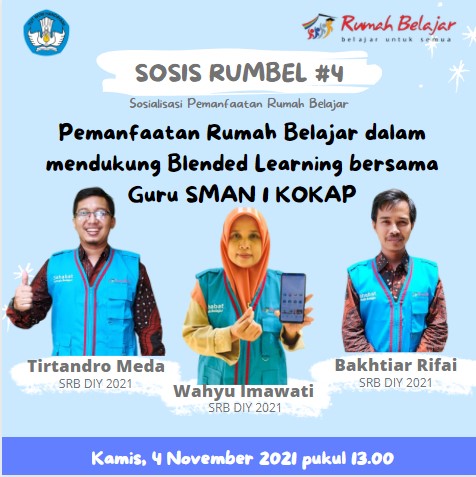 Rumah Belajar
belajar untuk semua
SOSIS RUMBEL #4
Sosialisasi Pemanfaatan Rumah Belajar
Pemanfaatan Rumah Belajar dalam
mendukung Blended Learning bersama
Guru SMAN 1 KOKAP
Tirtandro Meda
SRB DIY 2021
Wahyu Imawati
SRB DIY 2021
Bakhtiar Rifai
SRB DIY 2021
Kamis, 4 November 2021 pukul 13.00